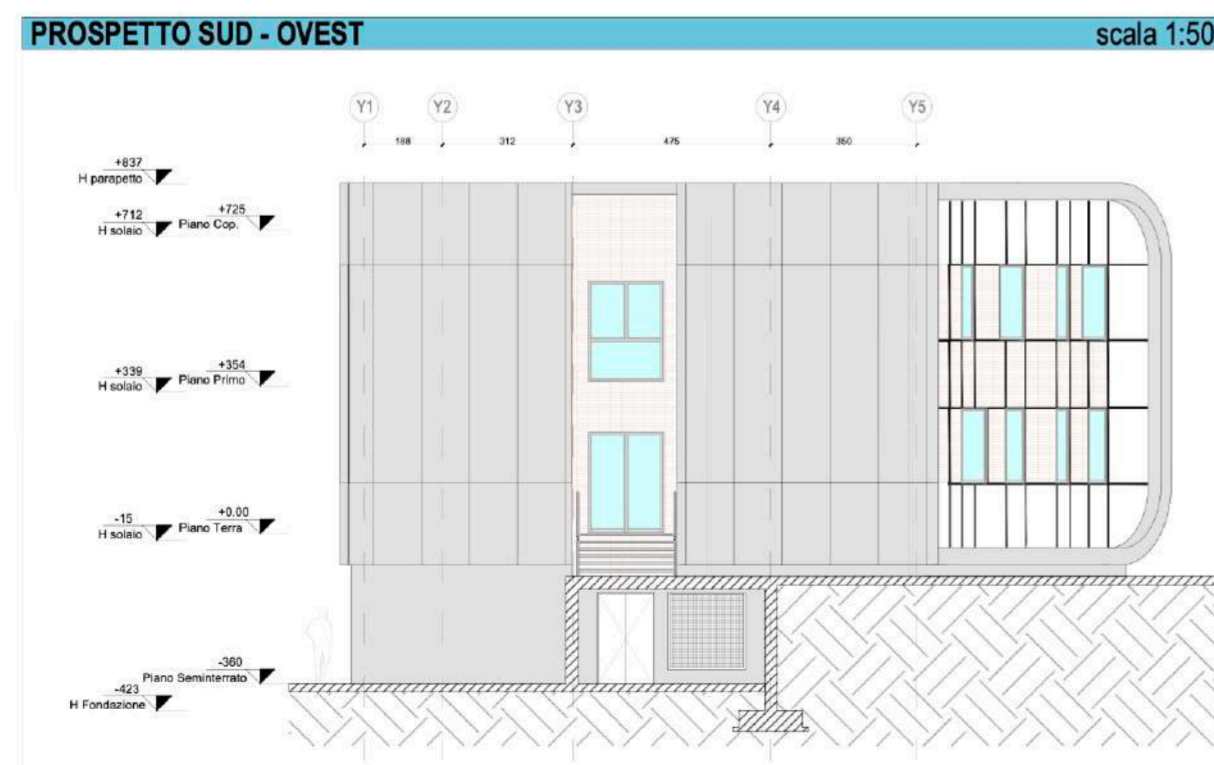 PROSPETTO SUD - OVEST scala 1:50
Y1 Y2 Y3 Y4 Y5
188 312 475 350
+837
H parapetto
+712 +725
H solaio Piano Cop.
+339 +354
H solaio Piano Primo
-15 +0.00
H solaio Piano Terra
-360
Piano Seminterrato
-423
H Fondazione